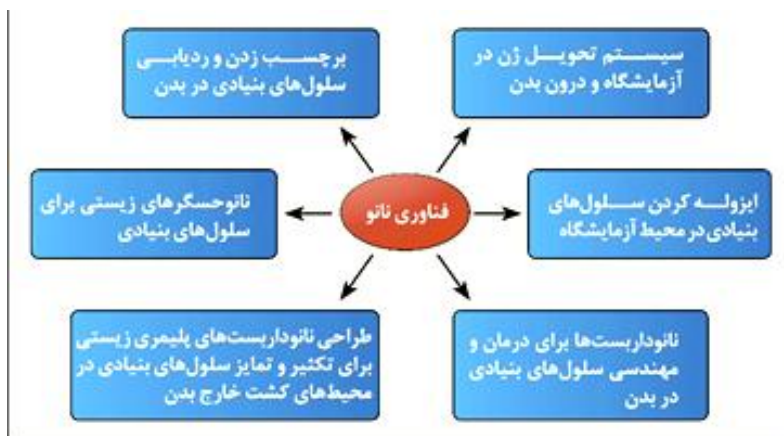 سیستم تحویل ژن در
آزمایشگاه و درون بدن
برچسب زدن و ردیابی
سلول‌های بنیادی در بدن
ایزوله کردن سلول‌های
بنیادی در محیط آزمایشگاه
فناوری نانو
نانوحسگرهای زیستی برای
سلول‌های بنیادی
نانوداربست‌ها برای درمان و
مهندسی سلول‌های بنیادی
در بدن
طراحی نانوداربست‌های پلیمری زیستی
برای تکثیر و تمایز سلول‌های بنیادی در
محیط‌های کشت خارج بدن